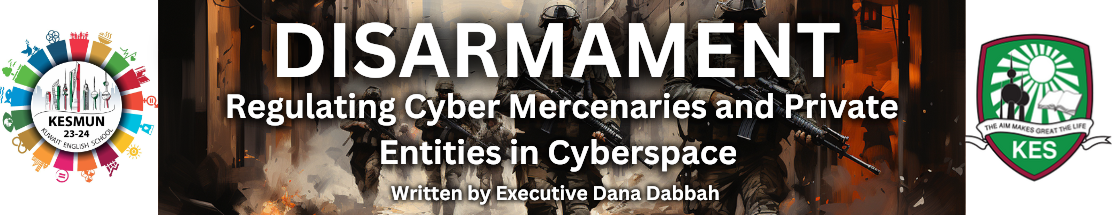 DISARMAMENT
Regulating Cyber Mercenaries and Private
Entities in Cyberspace
Written by Executive Dana Dabbah
KESMUN
23-24
KUWAIT ENGLISH SCHOOL
THE AIM MAKES GREAT THE LIFE
KES